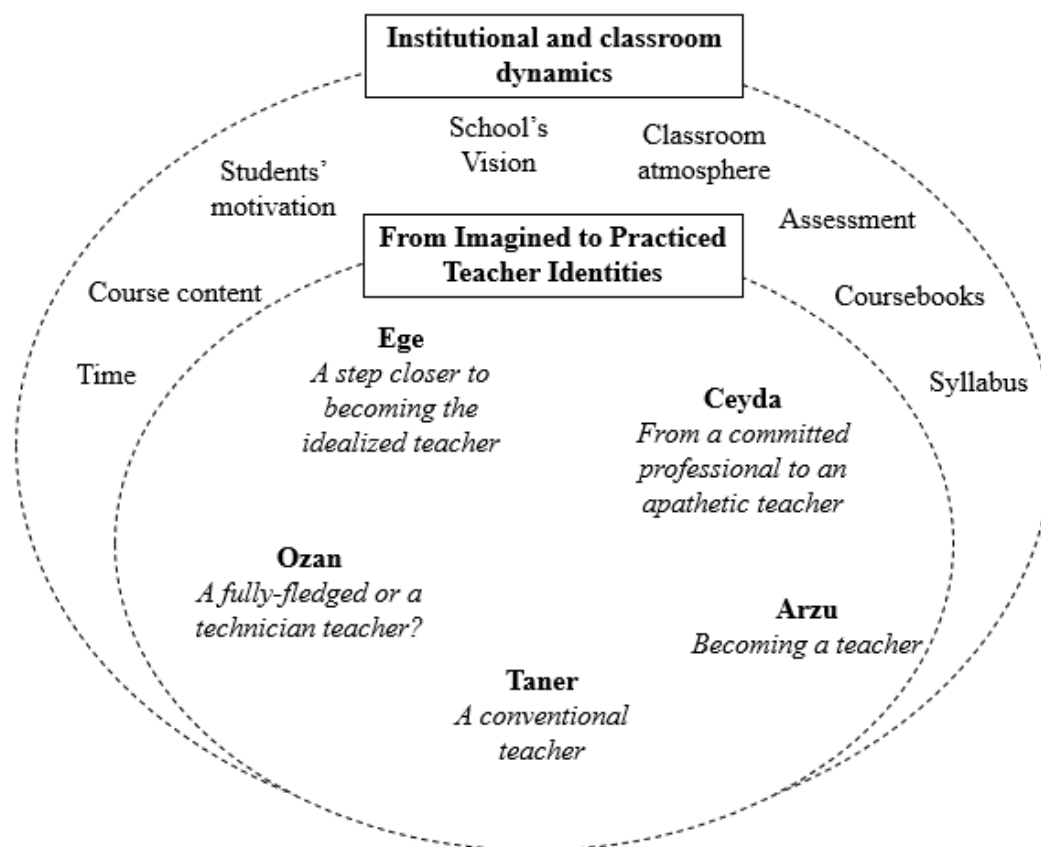 Institutional and classroom
dynamics
School’s
Vision
Classroom
atmosphere
Students’
motivation
Assessment
From Imagined to Practiced
Teacher Identities
Course content
Coursebooks
Time
Syllabus
Ege
A step closer to
becoming the
idealized teacher
Ceyda
From a committed
professional to an
apathetic teacher
Ozan
A fully-fledged or a
technician teacher?
Arzu
Becoming a teacher
Taner
A conventional
teacher